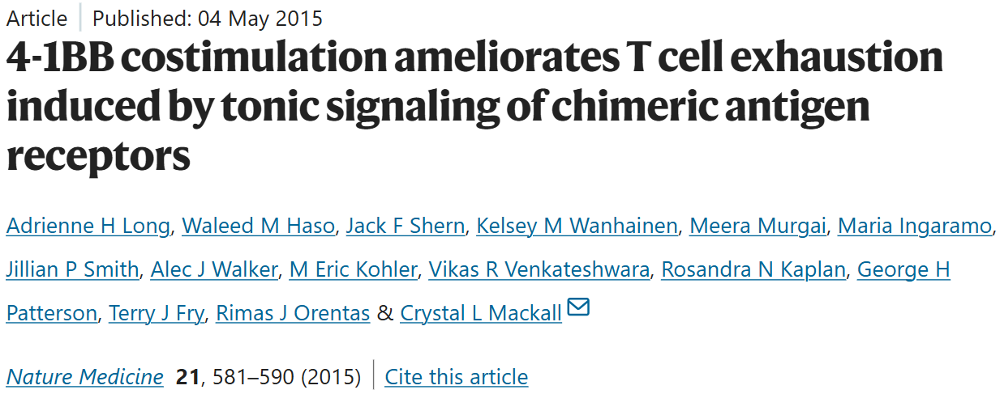 Article | Published: 04 May 2015
4-1BB costimulation ameliorates T cell exhaustion
induced by tonic signaling of chimeric antigen
receptors
Adrienne H Long, Waleed M Haso, Jack F Shern, Kelsey M Wanhainen, Meera Murgai, Maria Ingaramo,
Jillian P Smith, Alec J Walker, M Eric Kohler, Vikas R Venkateshwara, Rosandra N Kaplan, George H
Patterson, Terry J Fry, Rimas J Orentas & Crystal L Mackall
Nature Medicine 21, 581–590 (2015) | Cite this article